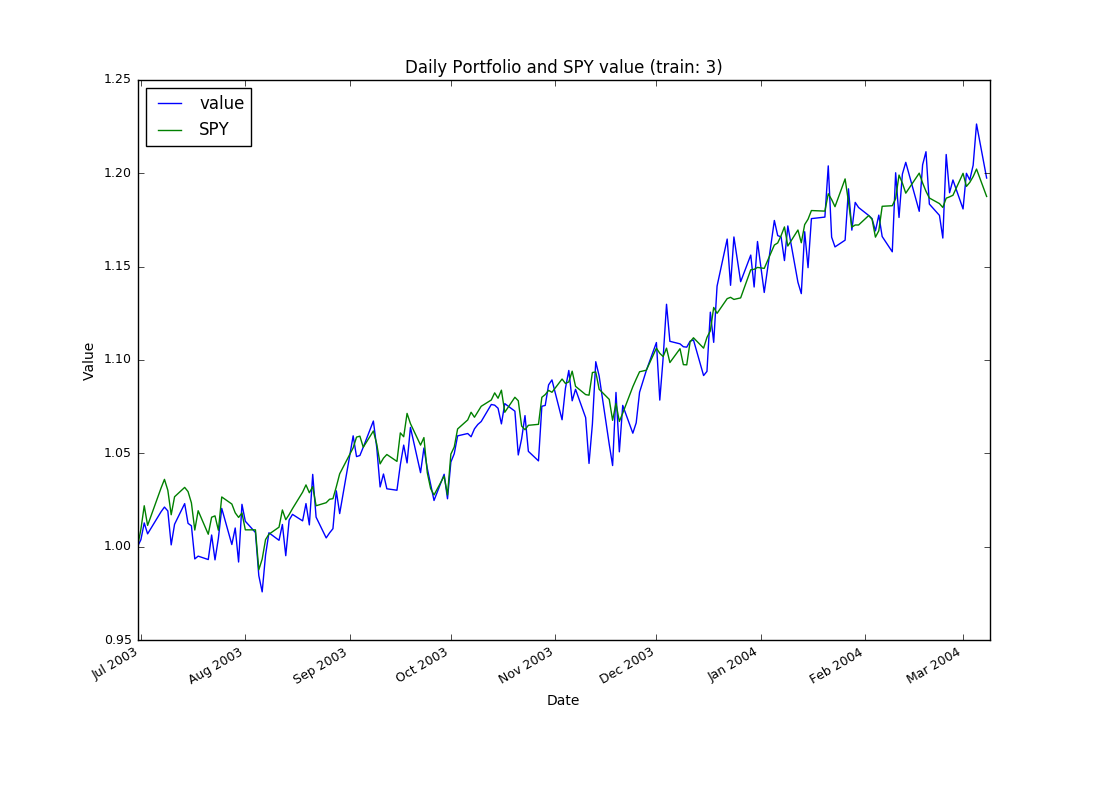 Daily Portfolio and SPY value (train: 3)
value
SPY
1.25
1.20
1.15
1.10
1.05
1.00
0.95
Value
Jul 2003
Aug 2003
Sep 2003
Oct 2003
Nov 2003
Dec 2003
Jan 2004
Feb 2004
Mar 2004
Date